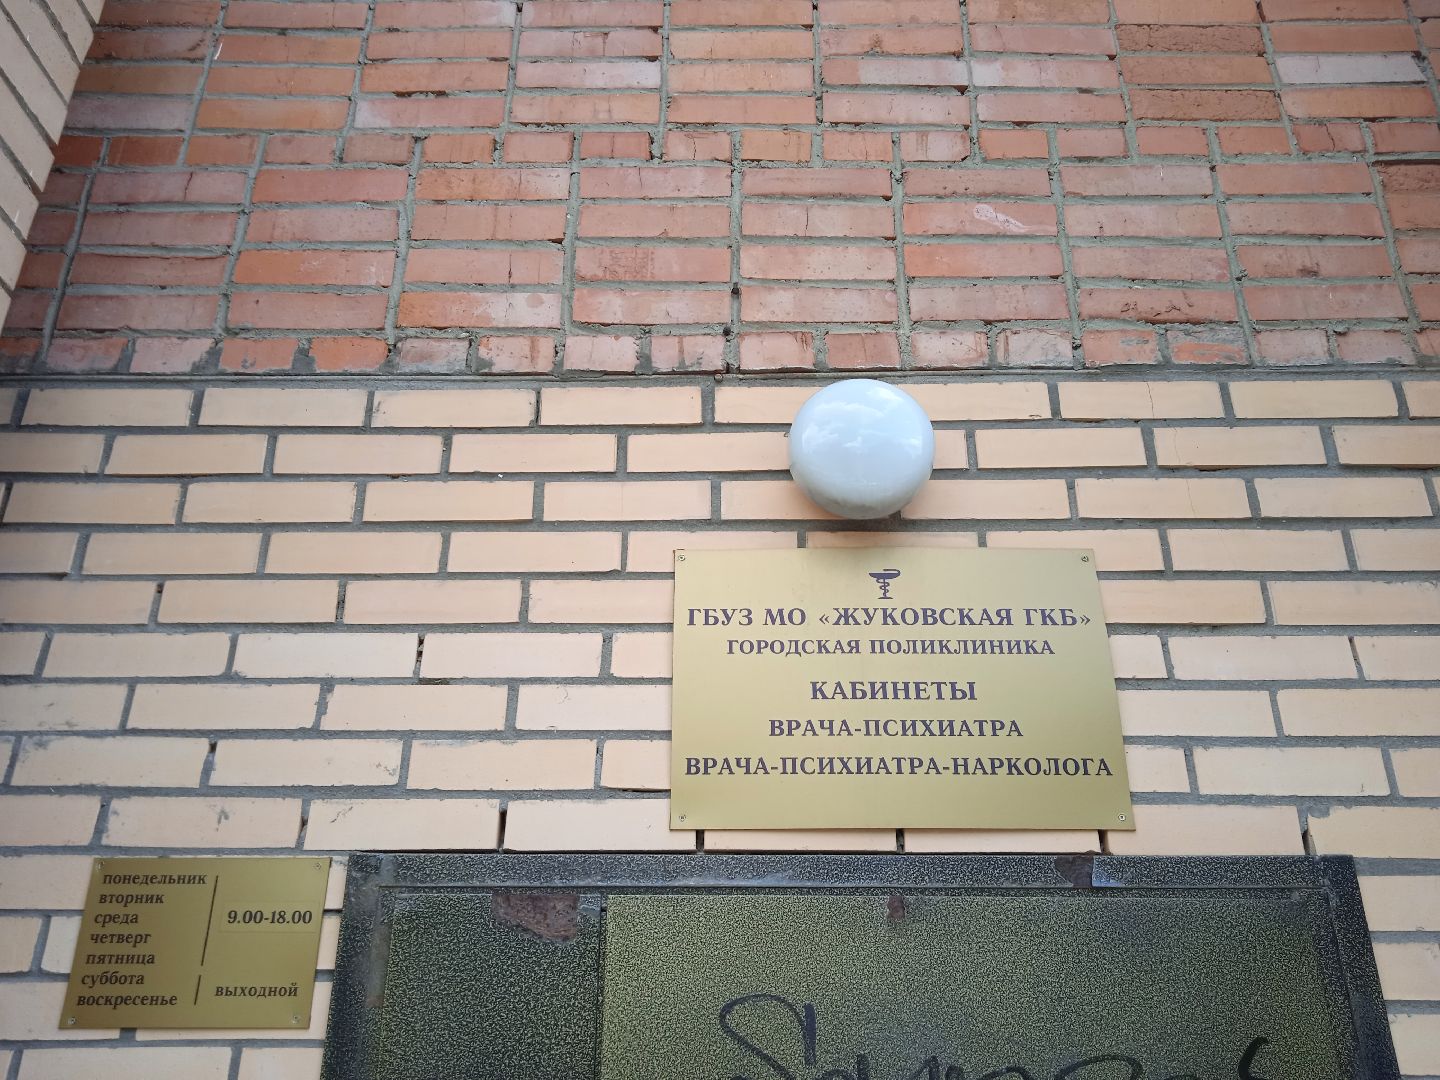 ГБУЗ МО «ЖУКОВСКАЯ ГКБ»
ГОРОДСКАЯ ПОЛИКЛИНИКА
КАБИНЕТЫ
ВРАЧА-ПСИХИАТРА
ВРАЧА-ПСИХИАТРА-НАРКОЛОГА
понедельник
вторник
среда
четверг
пятница
9.00-18.00
суббота
воскресенье
выходной